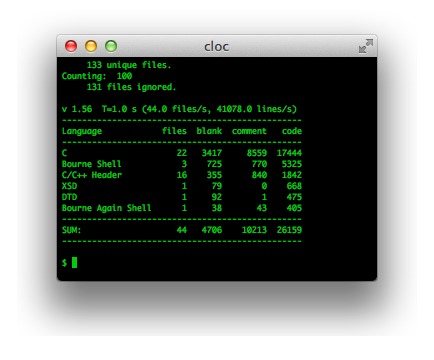 cloc
133 unique files.
Counting:  100
131 files ignored.
v 1.56  T=1.0 s (44.0 files/s, 41078.0 lines/s)
-------------------------------------------------
Language files blank comment code
-------------------------------------------------
C 22 3417 8559 17444
Bourne Shell 3 725 770 5325
C/C++ Header 16 355 840 1842
XSD 1 79 0 668
DTD 1 92 1 475
Bourne Again Shell 1 38 43 405
-------------------------------------------------
SUM: 44 4706 10213 26159
-------------------------------------------------
$